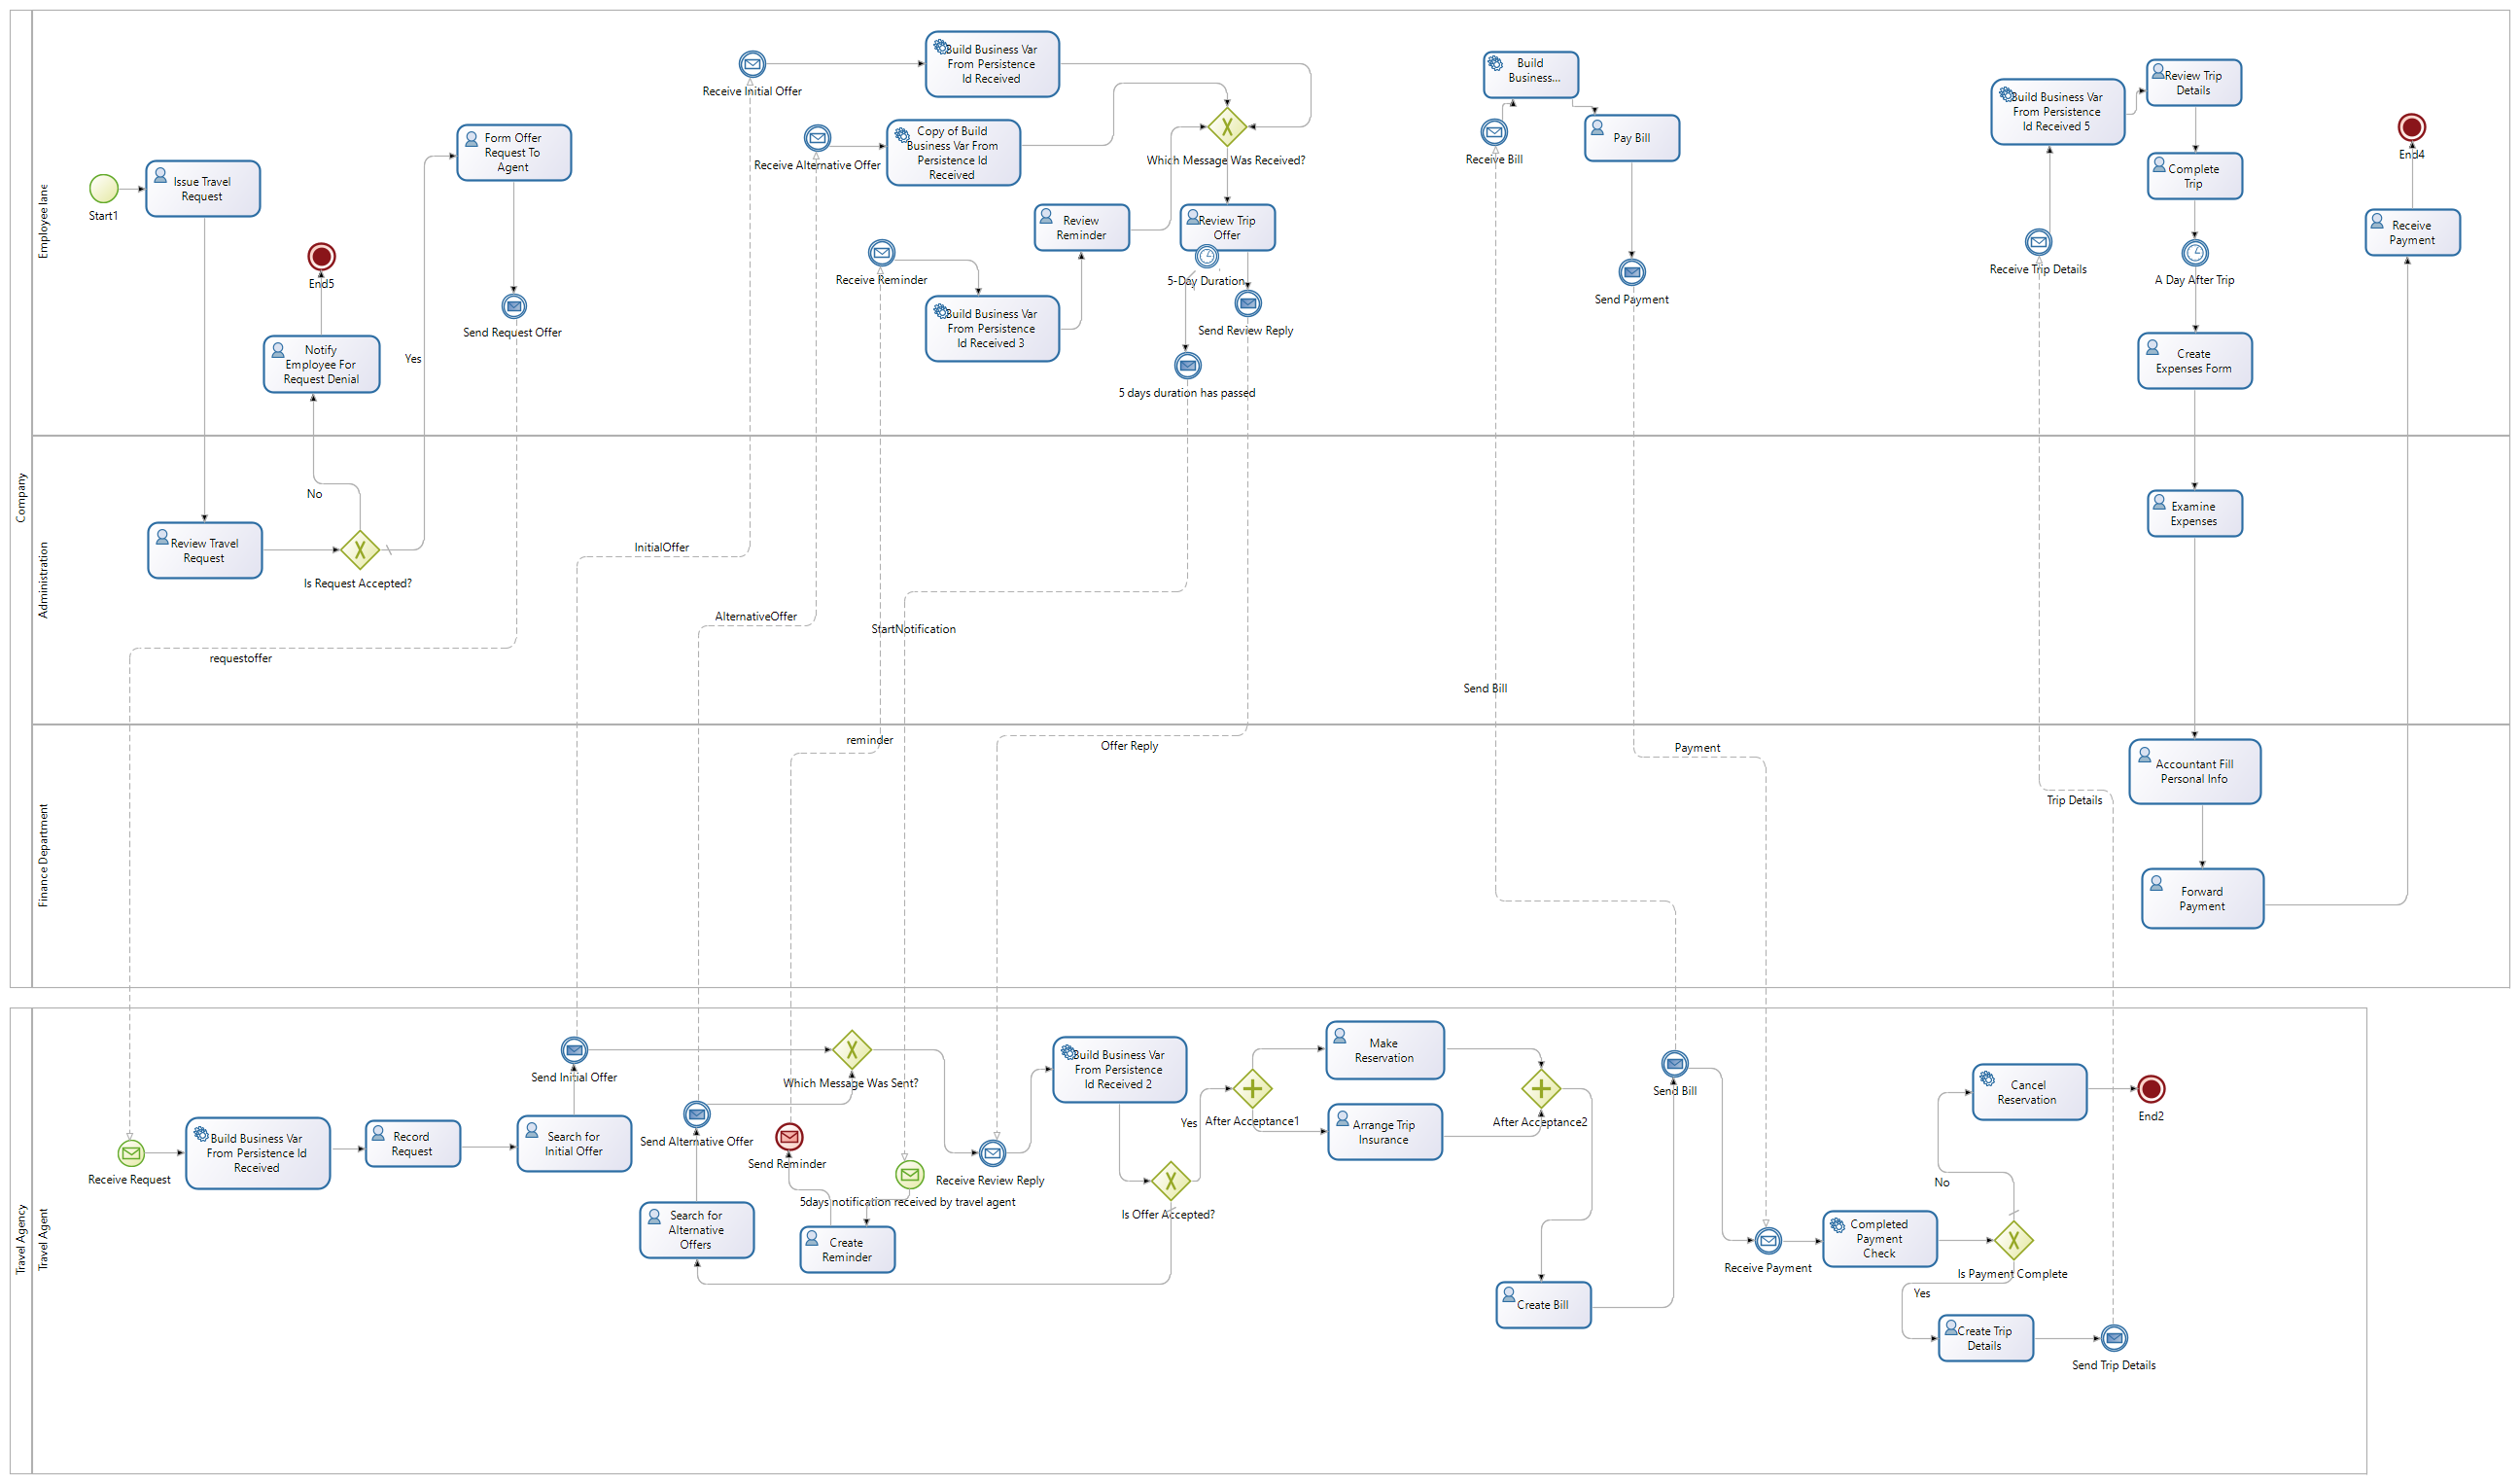 Company
Employee lane
Start1
Issue Travel
Request
End5
Notify
Employee For
Request Denial
Yes
Form Offer
Request To
Agent
Send Request Offer
Receive Initial Offer
Build Business Var
From Persistence
Id Received
Receive Alternative Offer
Copy of Build
Business Var From
Persistence Id
Received
Which Message Was Received?
Receive Reminder
Build Business Var
From Persistence
Id Received 3
Review
Reminder
Review Trip
Offer
5-Day Duration
Send Review Reply
5 days duration has passed
Build
Business...
Receive Bill
Pay Bill
Send Payment
Build Business Var
From Persistence
Id Received 5
Receive Trip Details
Review Trip
Details
Complete
Trip
A Day After Trip
Create
Expenses Form
End4
Receive
Payment
Administration
No
Review Travel
Request
Is Request Accepted?
requestoffer
InitialOffer
AlternativeOffer
StartNotification
Send Bill
Examine
Expenses
Finance Department
reminder
Offer Reply
Payment
Trip Details
Accountant Fill
Personal Info
Forward
Payment
Travel Agency
Travel Agent
Receive Request
Build Business Var
From Persistence Id
Received
Record
Request
Search for
Initial Offer
Send Initial Offer
Which Message Was Sent?
Send Alternative Offer
Search for
Alternative
Offers
Send Reminder
5days notification received by travel agent
Create
Reminder
Receive Review Reply
Build Business Var
From Persistence
Id Received 2
Is Offer Accepted?
Yes
After Acceptance1
Make
Reservation
Arrange Trip
Insurance
After Acceptance2
Create Bill
Send Bill
Receive Payment
Completed
Payment
Check
Is Payment Complete
No
Cancel
Reservation
End2
Yes
Create Trip
Details
Send Trip Details